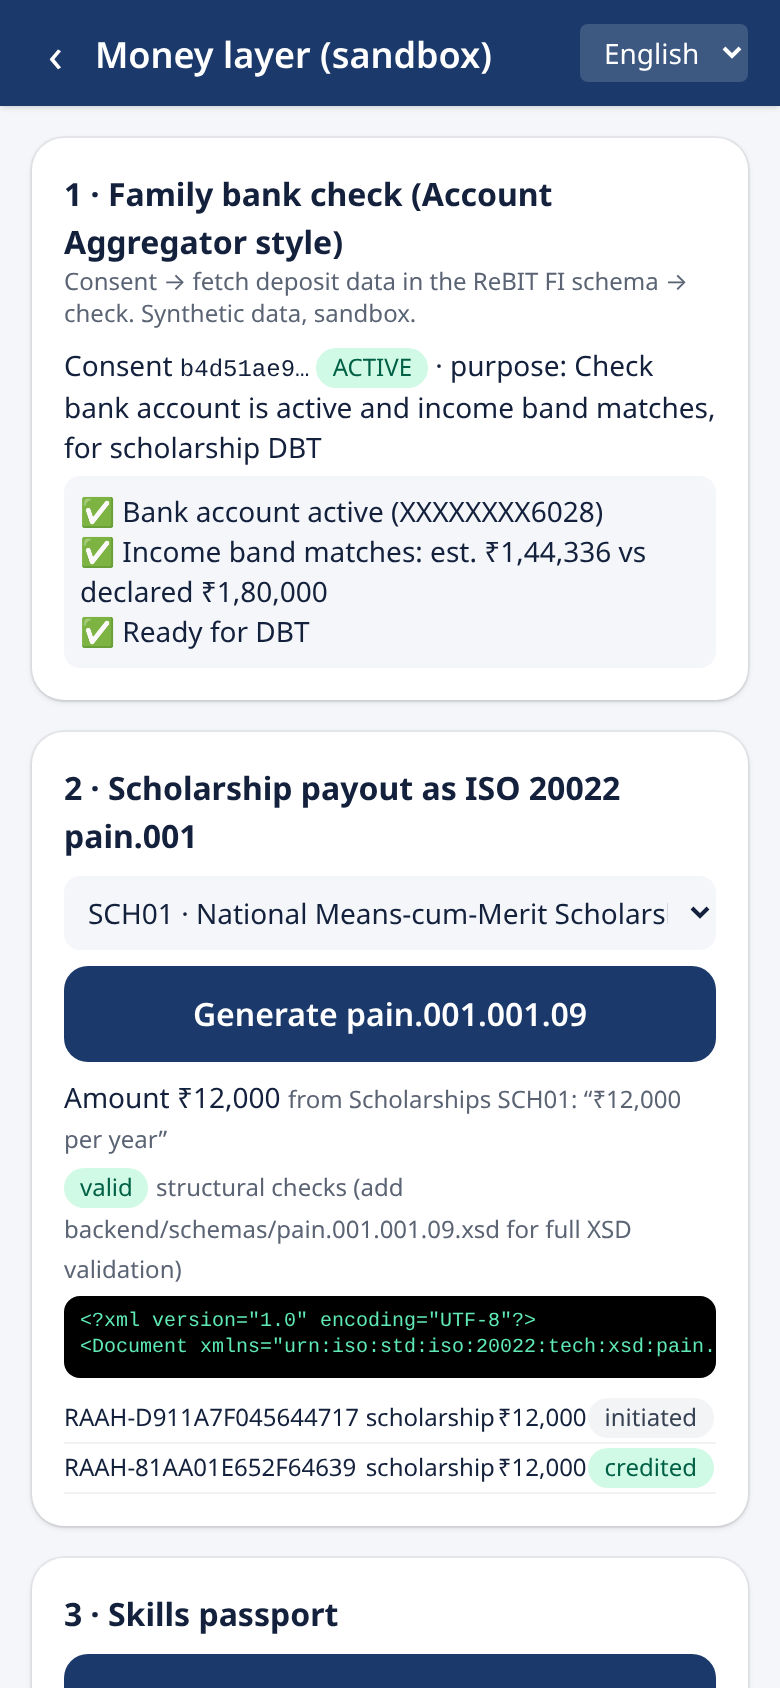 ‹ Money layer (sandbox) English
1 · Family bank check (Account
Aggregator style)
Consent → fetch deposit data in the ReBIT FI schema →
check. Synthetic data, sandbox.
Consent b4d51ae9… ACTIVE · purpose: Check
bank account is active and income band matches,
for scholarship DBT
✅ Bank account active (XXXXXXXX6028)
✅ Income band matches: est. ₹1,44,336 vs
declared ₹1,80,000
✅ Ready for DBT
2 · Scholarship payout as ISO 20022
pain.001
SCH01 · National Means-cum-Merit Scholars
Generate pain.001.001.09
Amount ₹12,000 from Scholarships SCH01: “₹12,000
per year”
valid structural checks (add
backend/schemas/pain.001.001.09.xsd for full XSD
validation)
<?xml version="1.0" encoding="UTF-8"?>
<Document xmlns="urn:iso:std:iso:20022:tech:xsd:pain.
RAAH-D911A7F045644717 scholarship ₹12,000 initiated
RAAH-81AA01E652F64639 scholarship ₹12,000 credited
3 · Skills passport